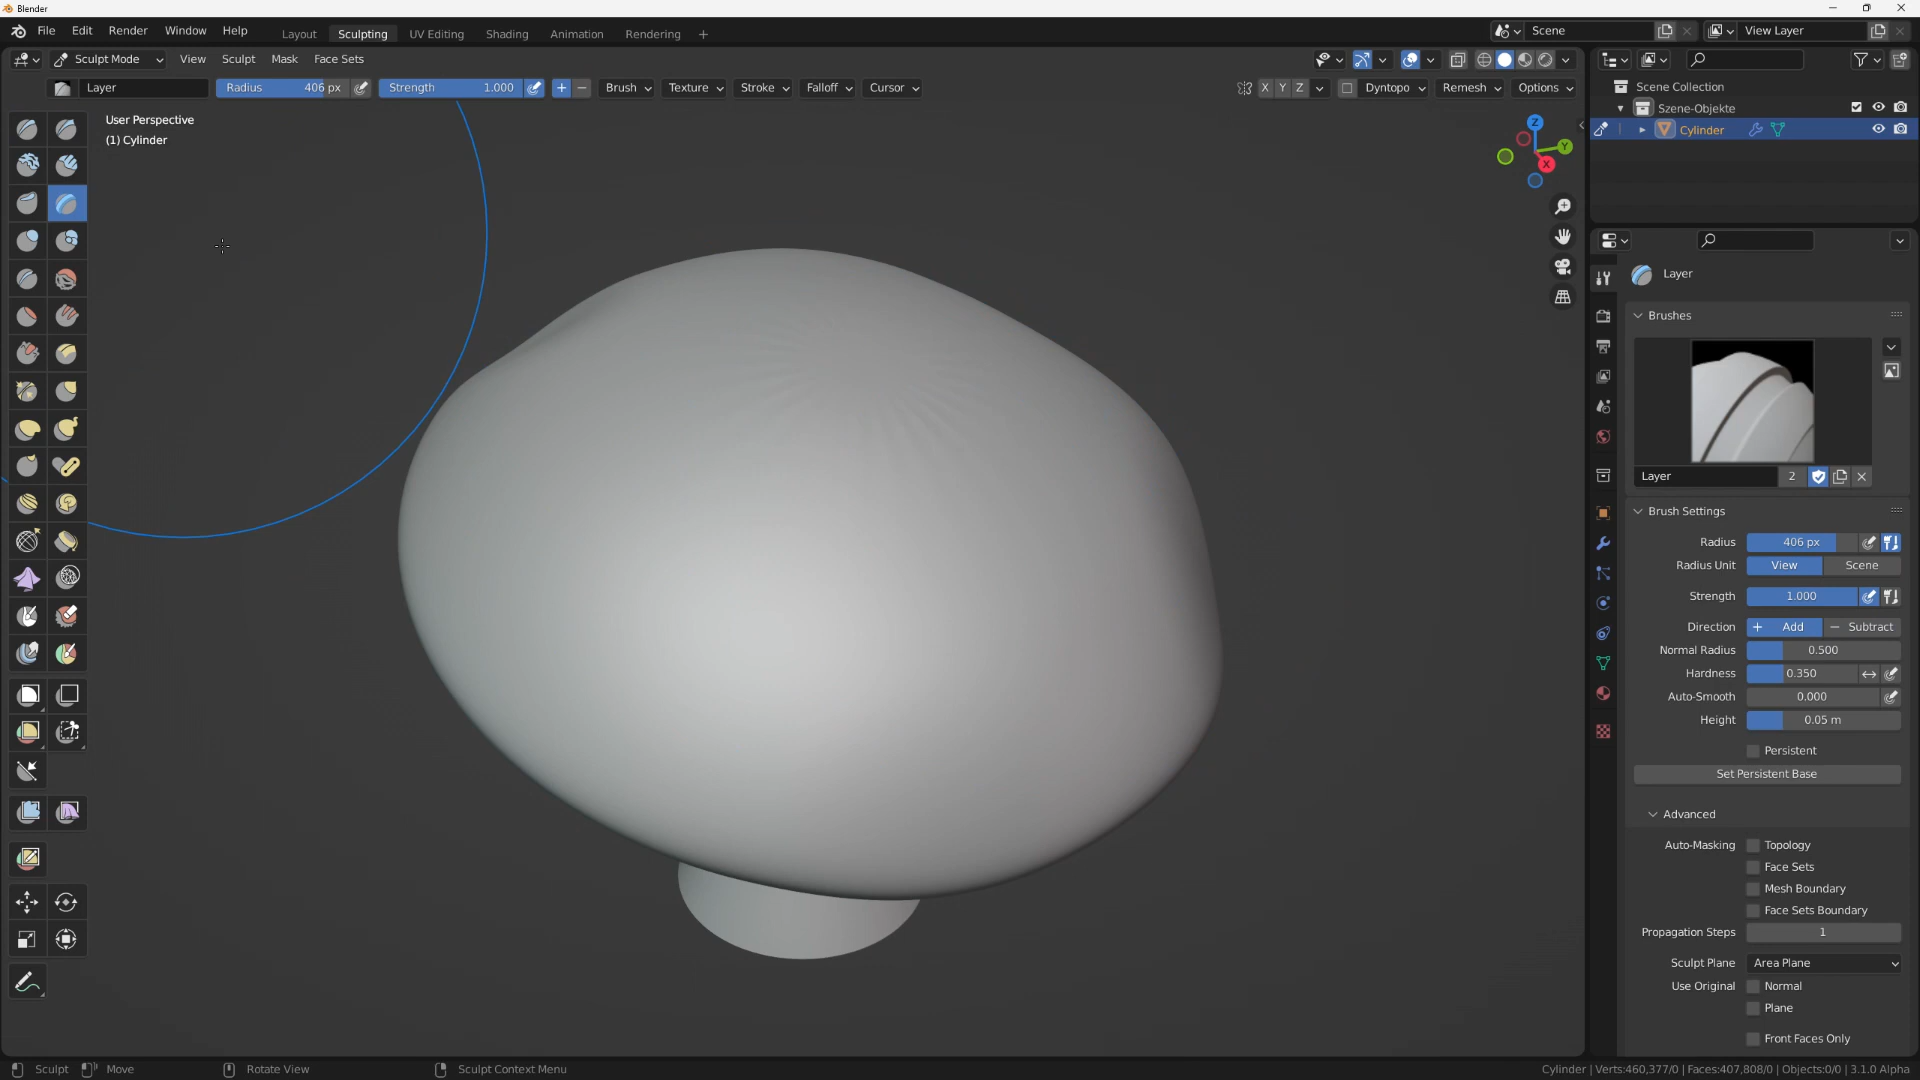 Blender
File Edit Render Window Help Layout Sculpting UV Editing Shading Animation Rendering + Scene View Layer
Sculpt Mode View Sculpt Mask Face Sets
Layer Radius 406 px Strength 1.000 + − Brush Texture Stroke Falloff Cursor X Y Z Dyntopo Remesh Options
User Perspective
(1) Cylinder
Z
Y
X
Scene Collection
Szene-Objekte
Cylinder
Layer
Brushes
Layer 2
Brush Settings
Radius 406 px
Radius Unit View Scene
Strength 1.000
Direction + Add − Subtract
Normal Radius 0.500
Hardness 0.350
Auto-Smooth 0.000
Height 0.05 m
Persistent
Set Persistent Base
Advanced
Auto-Masking Topology
Face Sets
Mesh Boundary
Face Sets Boundary
Propagation Steps 1
Sculpt Plane Area Plane
Use Original Normal
Plane
Front Faces Only
Sculpt Move Rotate View Sculpt Context Menu Cylinder | Verts:460,377/0 | Faces:407,808/0 | Objects:0/0 | 3.1.0 Alpha